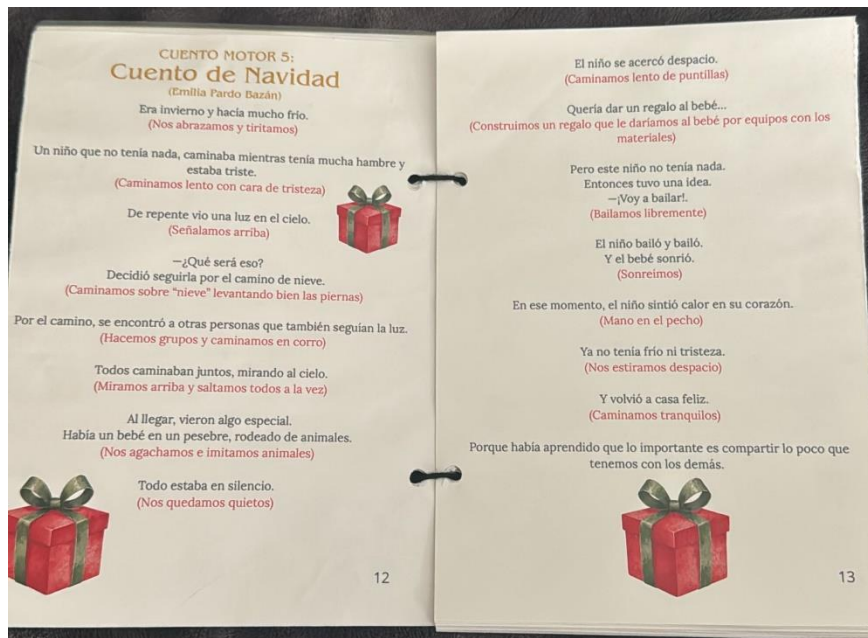 CUENTO MOTOR 5:
Cuento de Navidad
(Emilia Pardo Bazán)
Era invierno y hacía mucho frío.
(Nos abrazamos y tiritamos)
Un niño que no tenía nada, caminaba mientras tenía mucha hambre y
estaba triste.
(Caminamos lento con cara de tristeza)
De repente vio una luz en el cielo.
(Señalamos arriba)
—¿Qué será eso?
Decidió seguirla por el camino de nieve.
(Caminamos sobre "nieve" levantando bien las piernas)
Por el camino, se encontró a otras personas que también seguían la luz.
(Hacemos grupos y caminamos en corro)
Todos caminaban juntos, mirando al cielo.
(Miramos arriba y saltamos todos a la vez)
Al llegar, vieron algo especial.
Había un bebé en un pesebre, rodeado de animales.
(Nos agachamos e imitamos animales)
Todo estaba en silencio.
(Nos quedamos quietos)
12
El niño se acercó despacio.
(Caminamos lento de puntillas)
Quería dar un regalo al bebé...
(Construimos un regalo que le daríamos al bebé por equipos con los
materiales)
Pero este niño no tenía nada.
Entonces tuvo una idea.
—¡Voy a bailar!.
(Bailamos libremente)
El niño bailó y bailó.
Y el bebé sonrió.
(Sonreímos)
En ese momento, el niño sintió calor en su corazón.
(Mano en el pecho)
Ya no tenía frío ni tristeza.
(Nos estiramos despacio)
Y volvió a casa feliz.
(Caminamos tranquilos)
Porque había aprendido que lo importante es compartir lo poco que
tenemos con los demás.
13